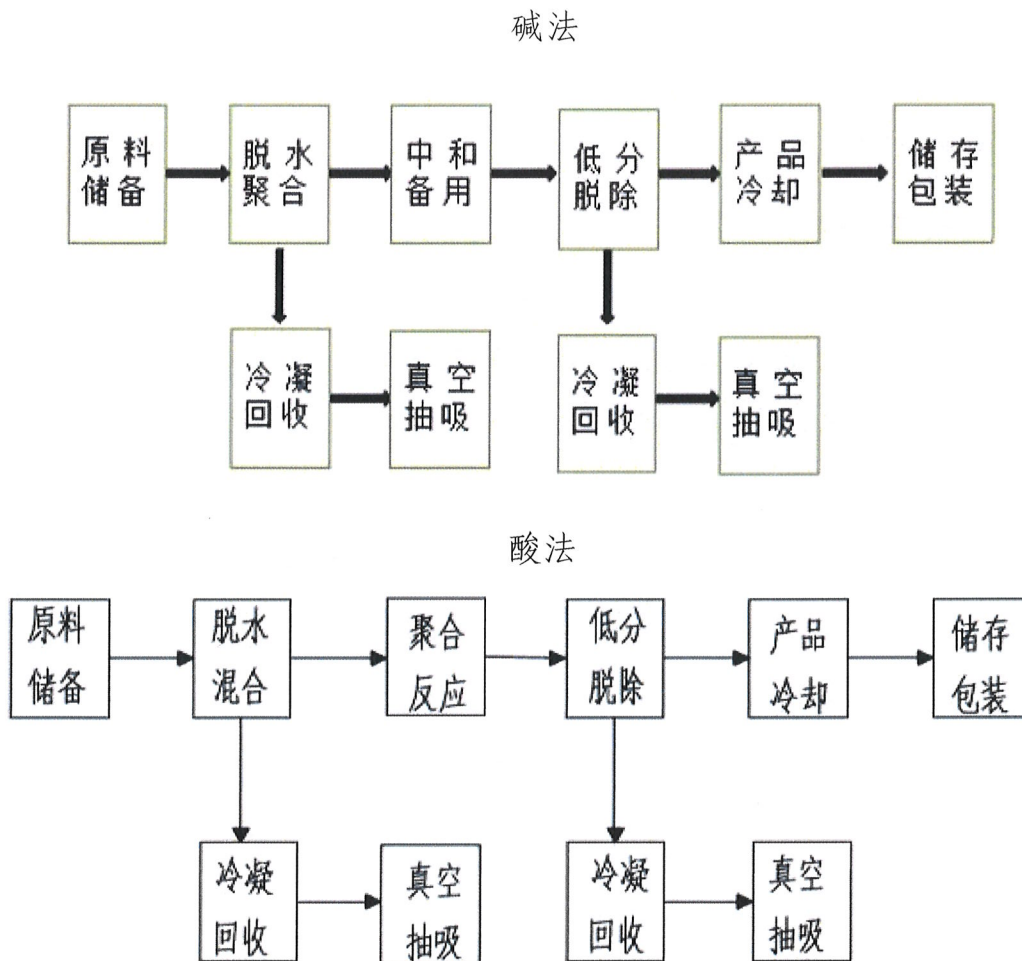 碱法
原料
储备
脱水
聚合
中和
备用
低分
脱除
产品
冷却
储存
包装
冷凝
回收
真空
抽吸
冷凝
回收
真空
抽吸
酸法
原料
储备
脱水
混合
聚合
反应
低分
脱除
产品
冷却
储存
包装
冷凝
回收
真空
抽吸
冷凝
回收
真空
抽吸